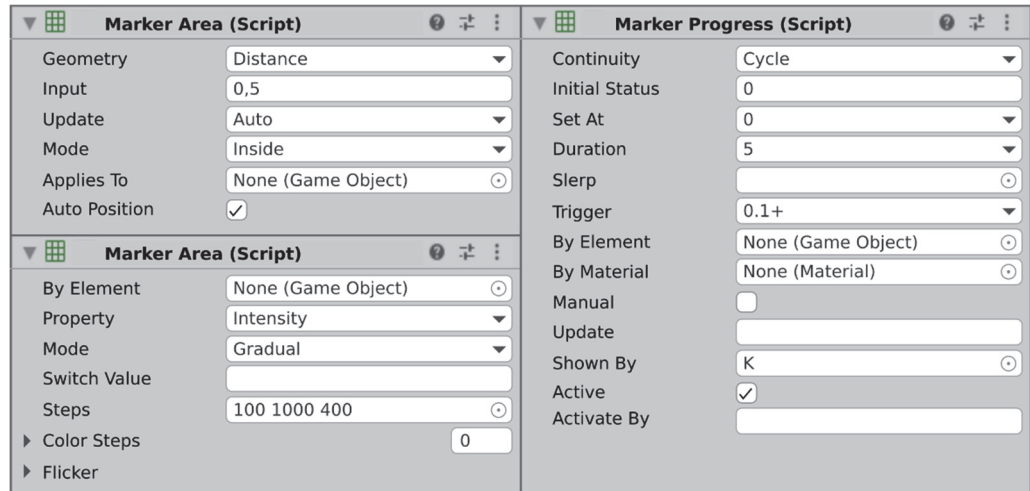 Marker Area (Script)
Geometry Distance
Input 0,5
Update Auto
Mode Inside
Applies To None (Game Object)
Auto Position
Marker Area (Script)
By Element None (Game Object)
Property Intensity
Mode Gradual
Switch Value
Steps 100 1000 400
Color Steps 0
Flicker
Marker Progress (Script)
Continuity Cycle
Initial Status 0
Set At 0
Duration 5
Slerp
Trigger 0.1+
By Element None (Game Object)
By Material None (Material)
Manual
Update
Shown By K
Active
Activate By